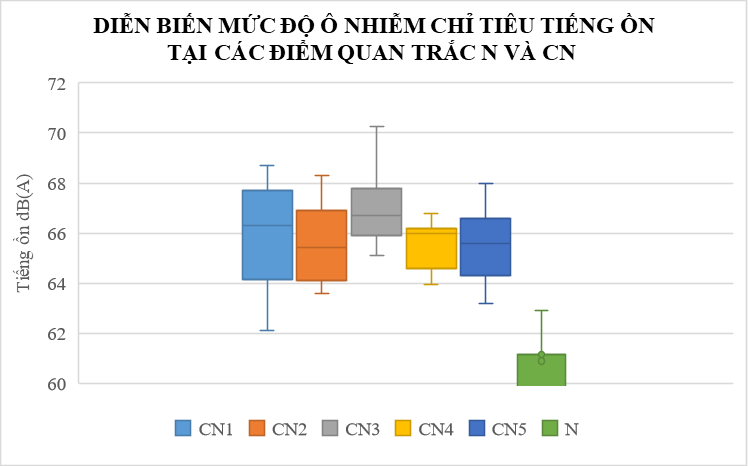 DIỄN BIẾN MỨC ĐỘ Ô NHIỄM CHỈ TIÊU TIẾNG ỒN
TẠI CÁC ĐIỂM QUAN TRẮC N VÀ CN
72
70
68
66
64
62
60
Tiếng ồn dB(A)
CN1 CN2 CN3 CN4 CN5 N